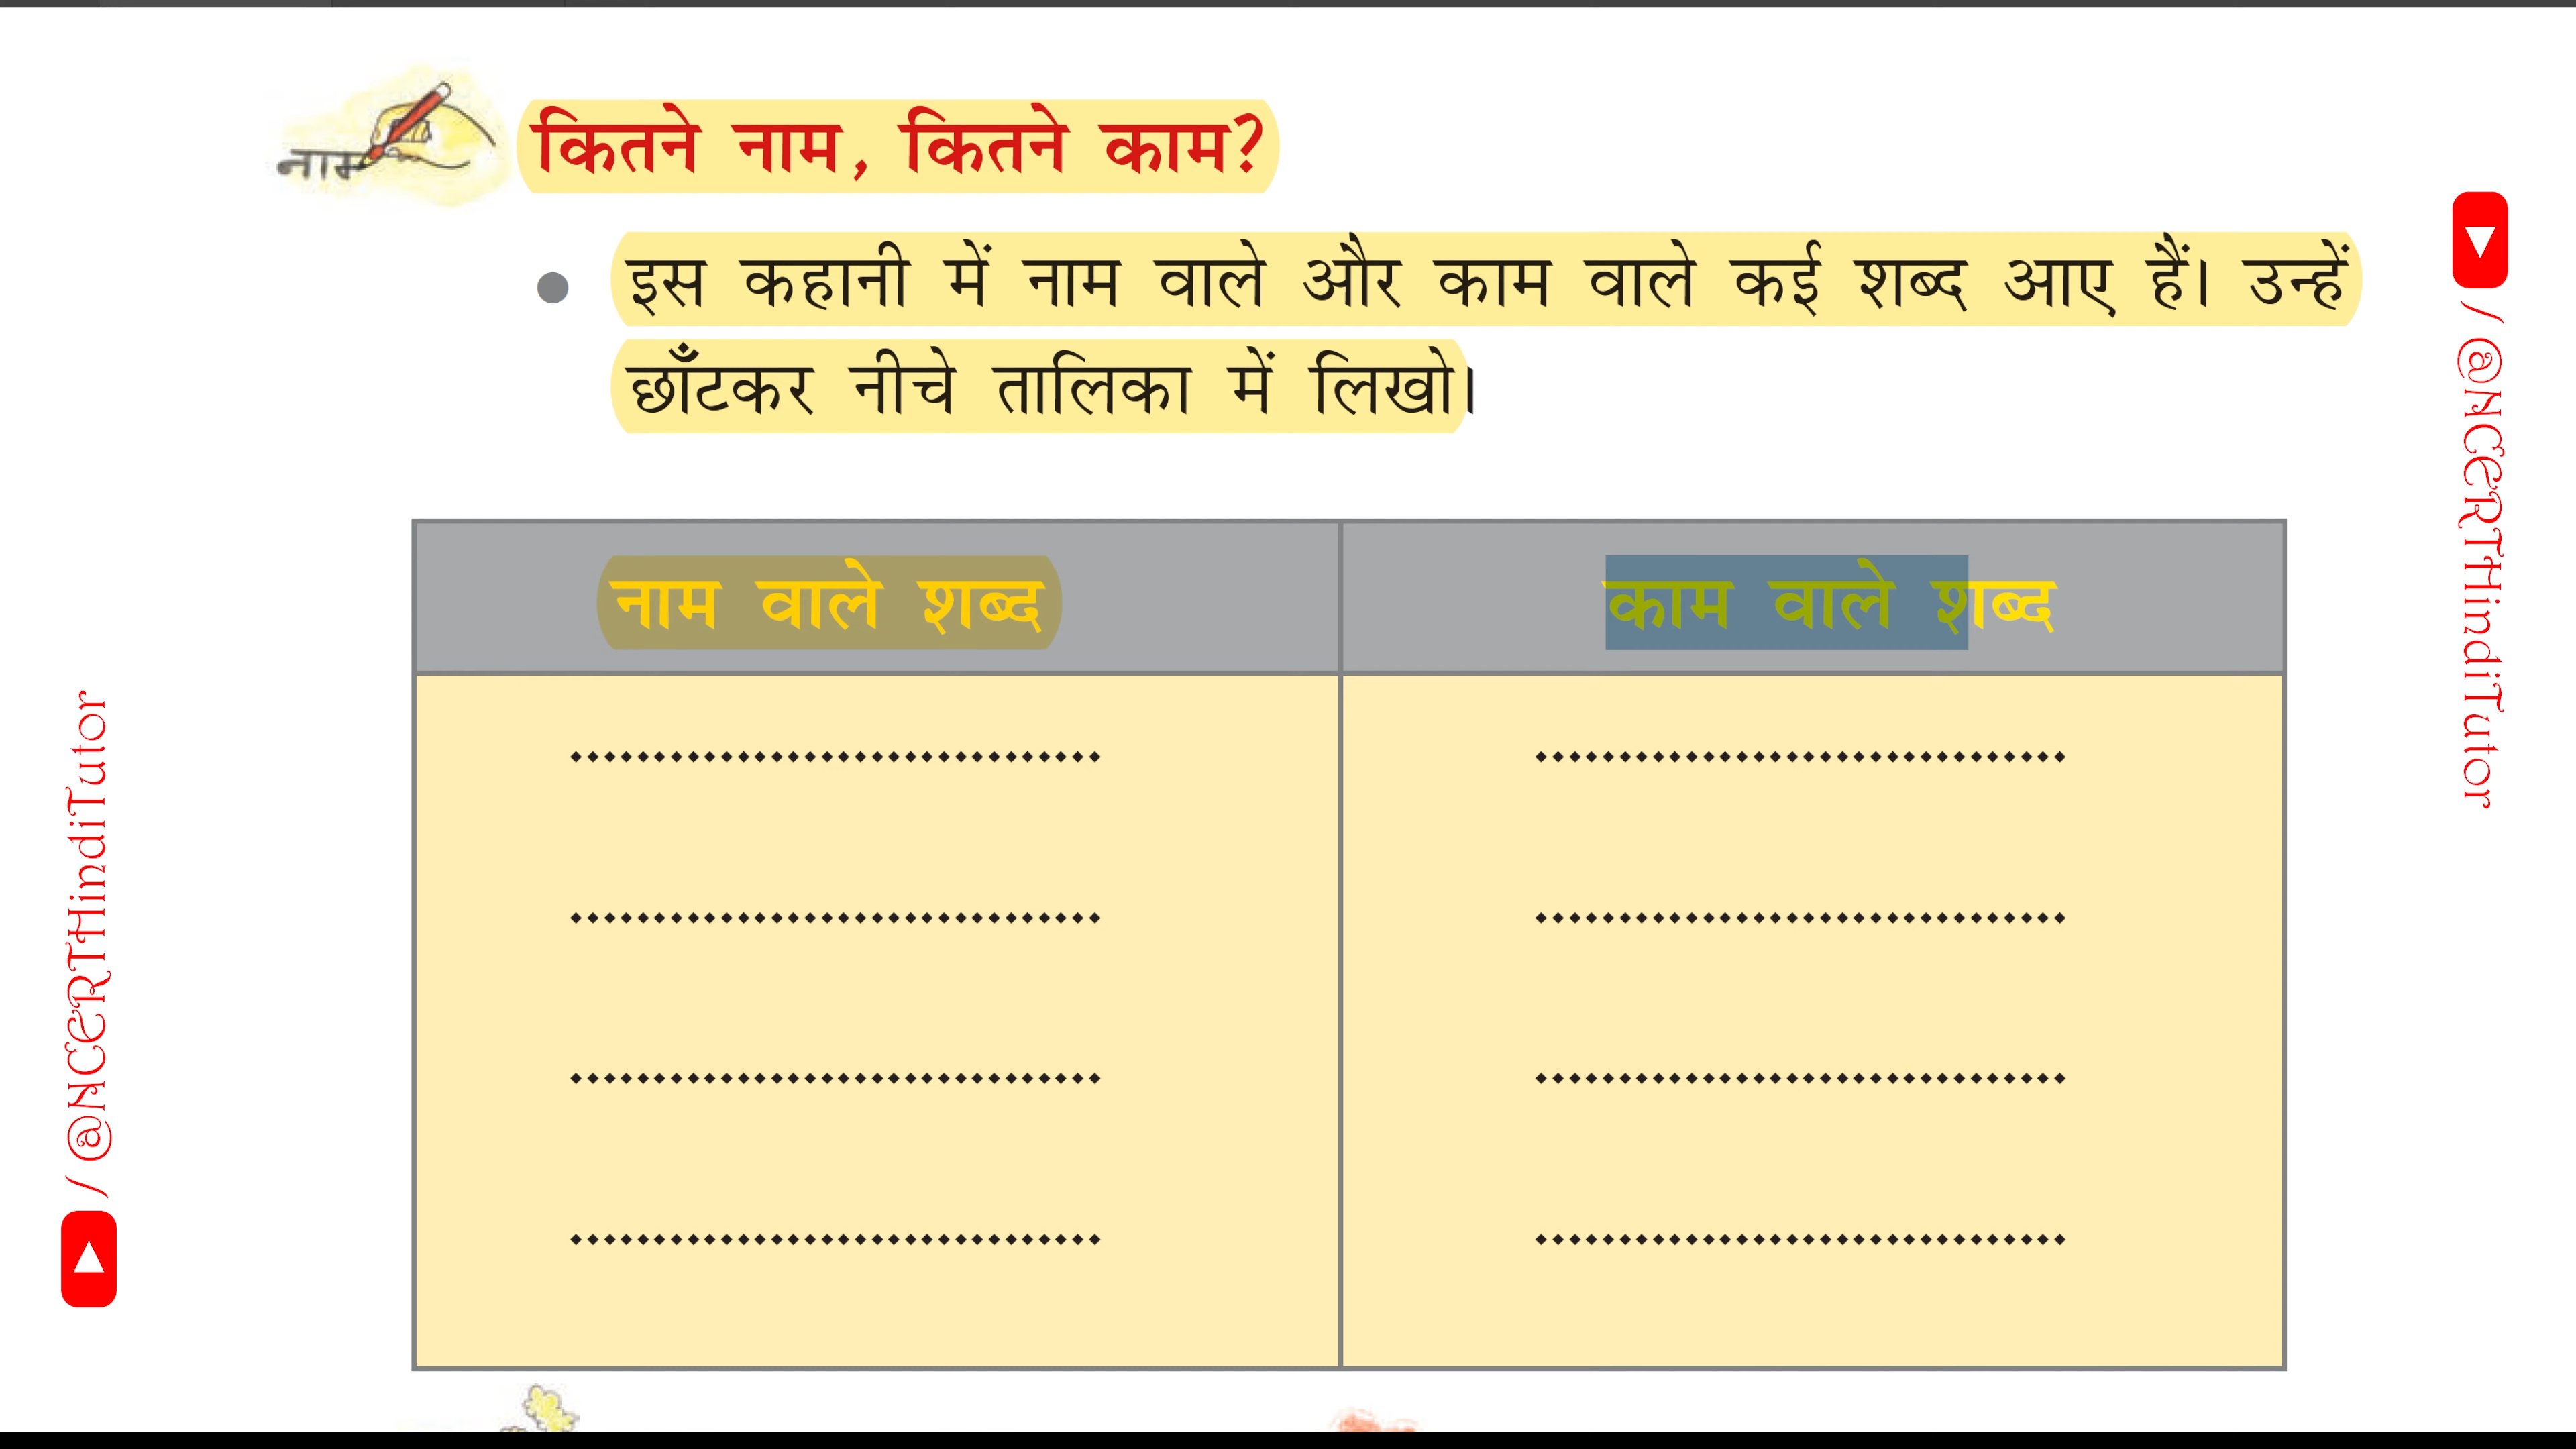 नाम
कितने नाम, कितने काम?
इस कहानी में नाम वाले और काम वाले कई शब्द आए हैं। उन्हें
छाँटकर नीचे तालिका में लिखो।
नाम वाले शब्द
काम वाले शब्द
/ @NCERTHindiTutor
/ @NCERTHindiTutor